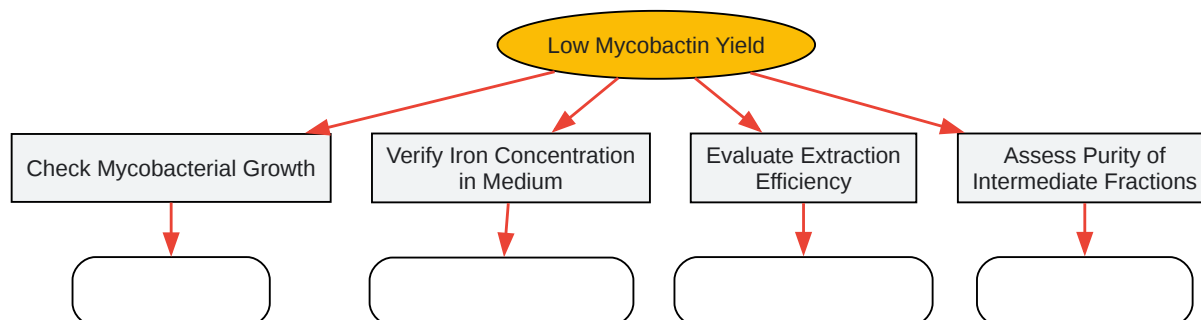 Low Mycobactin Yield
Check Mycobacterial Growth
Verify Iron Concentration
in Medium
Evaluate Extraction
Efficiency
Assess Purity of
Intermediate Fractions